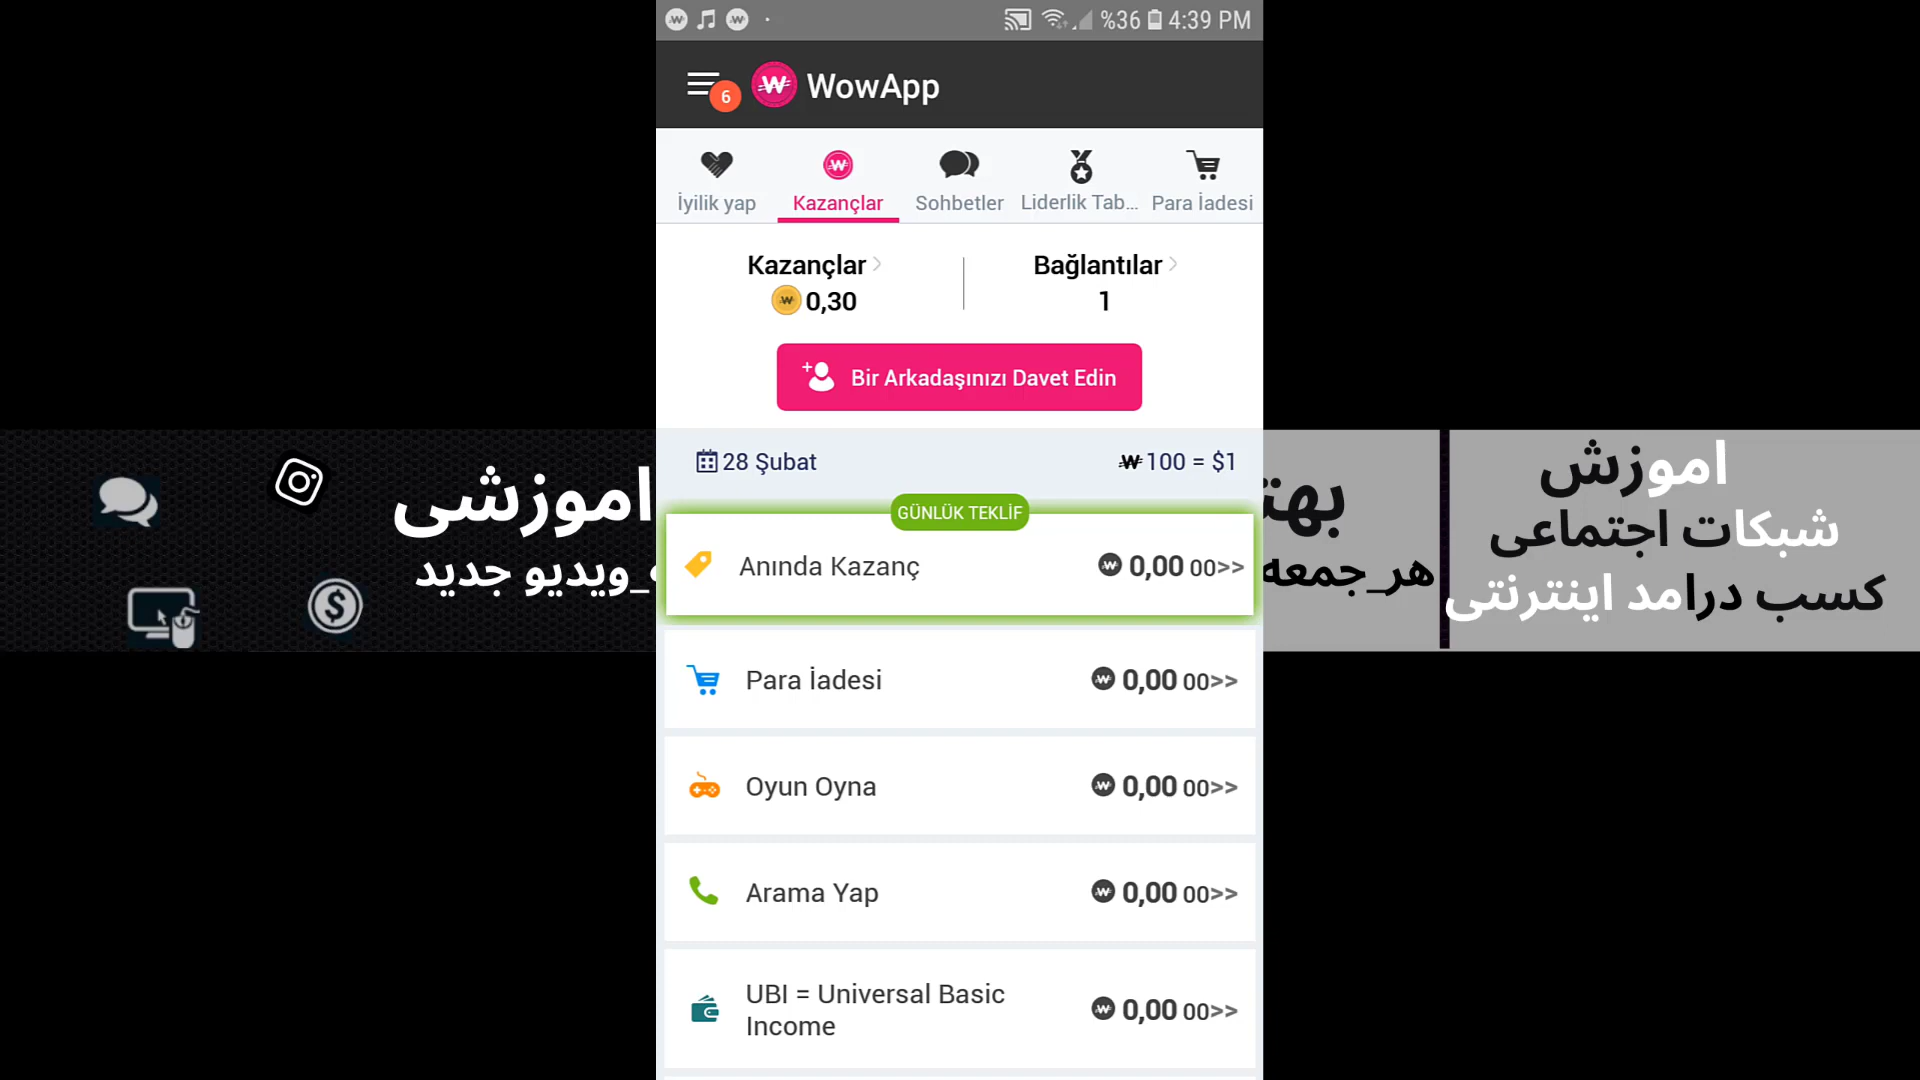 %36 4:39 PM
6
WowApp
İyilik yap
Kazançlar
Sohbetler
Liderlik Tab...
Para İadesi
Kazançlar
0,30
Bağlantılar
1
Bir Arkadaşınızı Davet Edin
28 Şubat
₩100 = $1
GÜNLÜK TEKLİF
Anında Kazanç
0,00 00>>
Para İadesi
0,00 00>>
Oyun Oyna
0,00 00>>
Arama Yap
0,00 00>>
UBI = Universal Basic
Income
0,00 00>>
اموزشی
ویدیو جدید
هر_جمعه
اموزش
شبکات اجتماعی
کسب درامد اینترنتی